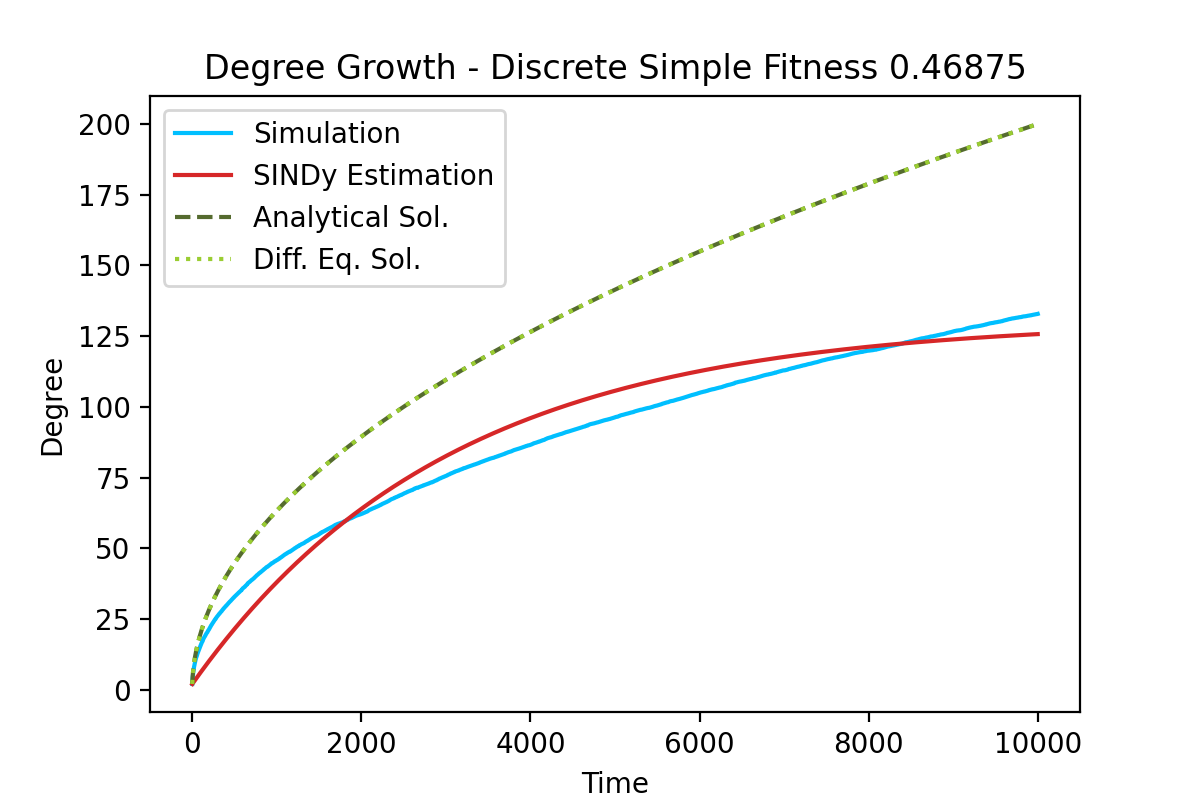 Degree Growth - Discrete Simple Fitness 0.46875
Simulation
SINDy Estimation
Analytical Sol.
Diff. Eq. Sol.
200
175
150
125
100
75
50
25
0
Degree
0 2000 4000 6000 8000 10000
Time